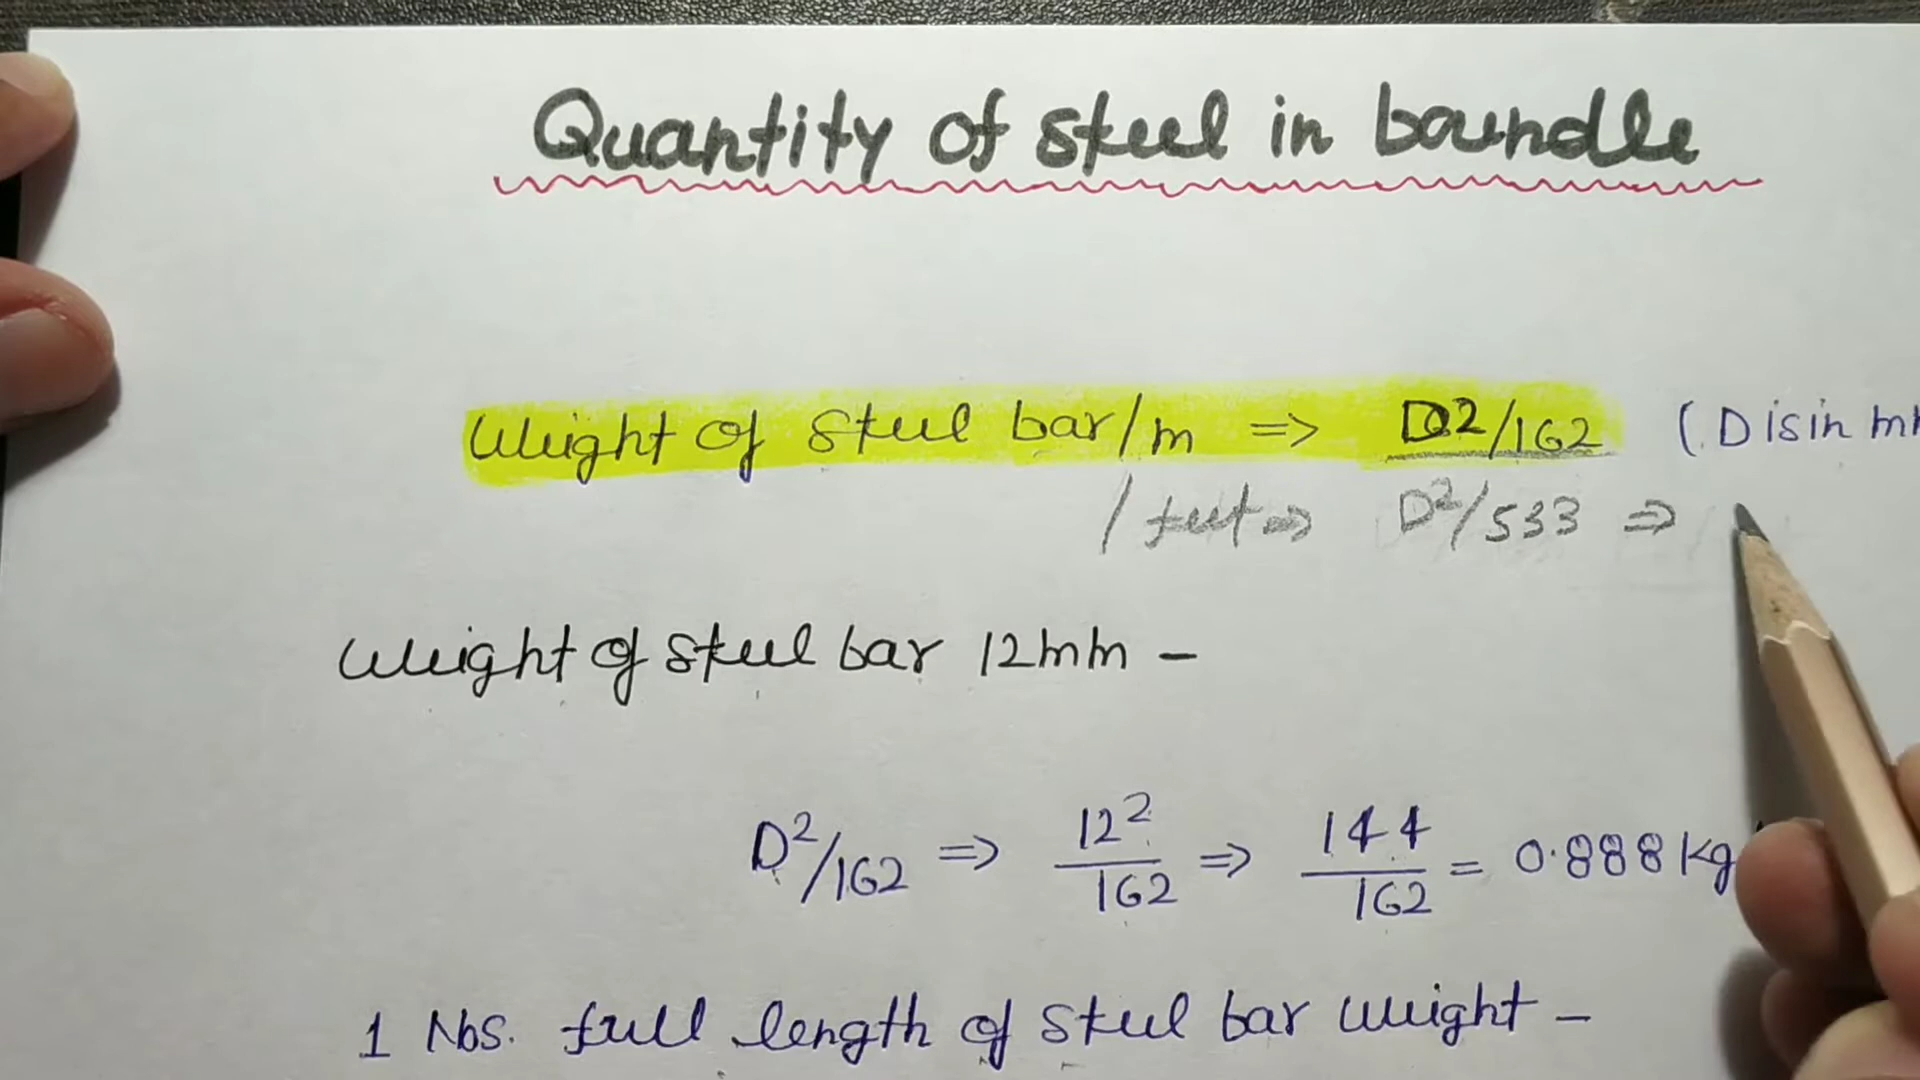 Quantity of steel in boundle
Weight of steel bar/m => D2/162 (D is in m
/ feet => D²/533 =>
Weight of steel bar 12mm -
D²/162 => 12²/162 => 144/162 = 0.888 kg
1 Nos. full length of steel bar weight -